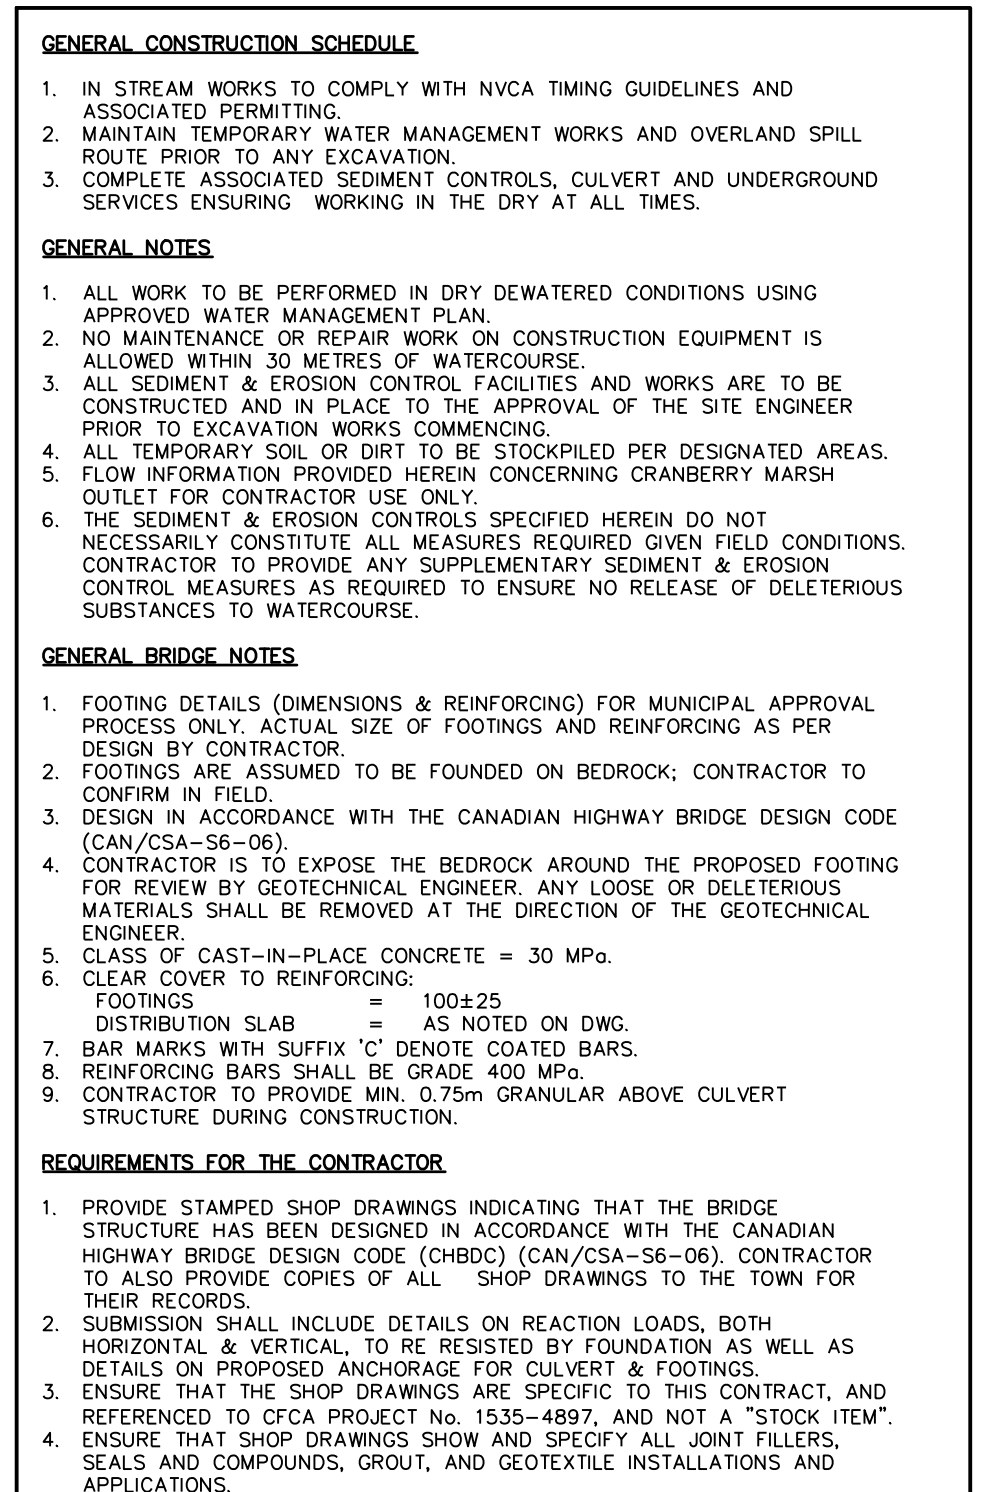 GENERAL CONSTRUCTION SCHEDULE
1. IN STREAM WORKS TO COMPLY WITH NVCA TIMING GUIDELINES AND
ASSOCIATED PERMITTING.
2. MAINTAIN TEMPORARY WATER MANAGEMENT WORKS AND OVERLAND SPILL
ROUTE PRIOR TO ANY EXCAVATION.
3. COMPLETE ASSOCIATED SEDIMENT CONTROLS, CULVERT AND UNDERGROUND
SERVICES ENSURING WORKING IN THE DRY AT ALL TIMES.
GENERAL NOTES
1. ALL WORK TO BE PERFORMED IN DRY DEWATERED CONDITIONS USING
APPROVED WATER MANAGEMENT PLAN.
2. NO MAINTENANCE OR REPAIR WORK ON CONSTRUCTION EQUIPMENT IS
ALLOWED WITHIN 30 METRES OF WATERCOURSE.
3. ALL SEDIMENT & EROSION CONTROL FACILITIES AND WORKS ARE TO BE
CONSTRUCTED AND IN PLACE TO THE APPROVAL OF THE SITE ENGINEER
PRIOR TO EXCAVATION WORKS COMMENCING.
4. ALL TEMPORARY SOIL OR DIRT TO BE STOCKPILED PER DESIGNATED AREAS.
5. FLOW INFORMATION PROVIDED HEREIN CONCERNING CRANBERRY MARSH
OUTLET FOR CONTRACTOR USE ONLY.
6. THE SEDIMENT & EROSION CONTROLS SPECIFIED HEREIN DO NOT
NECESSARILY CONSTITUTE ALL MEASURES REQUIRED GIVEN FIELD CONDITIONS.
CONTRACTOR TO PROVIDE ANY SUPPLEMENTARY SEDIMENT & EROSION
CONTROL MEASURES AS REQUIRED TO ENSURE NO RELEASE OF DELETERIOUS
SUBSTANCES TO WATERCOURSE.
GENERAL BRIDGE NOTES
1. FOOTING DETAILS (DIMENSIONS & REINFORCING) FOR MUNICIPAL APPROVAL
PROCESS ONLY. ACTUAL SIZE OF FOOTINGS AND REINFORCING AS PER
DESIGN BY CONTRACTOR.
2. FOOTINGS ARE ASSUMED TO BE FOUNDED ON BEDROCK; CONTRACTOR TO
CONFIRM IN FIELD.
3. DESIGN IN ACCORDANCE WITH THE CANADIAN HIGHWAY BRIDGE DESIGN CODE
(CAN/CSA-S6-06).
4. CONTRACTOR IS TO EXPOSE THE BEDROCK AROUND THE PROPOSED FOOTING
FOR REVIEW BY GEOTECHNICAL ENGINEER. ANY LOOSE OR DELETERIOUS
MATERIALS SHALL BE REMOVED AT THE DIRECTION OF THE GEOTECHNICAL
ENGINEER.
5. CLASS OF CAST-IN-PLACE CONCRETE = 30 MPa.
6. CLEAR COVER TO REINFORCING:
FOOTINGS = 100±25
DISTRIBUTION SLAB = AS NOTED ON DWG.
7. BAR MARKS WITH SUFFIX 'C' DENOTE COATED BARS.
8. REINFORCING BARS SHALL BE GRADE 400 MPa.
9. CONTRACTOR TO PROVIDE MIN. 0.75m GRANULAR ABOVE CULVERT
STRUCTURE DURING CONSTRUCTION.
REQUIREMENTS FOR THE CONTRACTOR
1. PROVIDE STAMPED SHOP DRAWINGS INDICATING THAT THE BRIDGE
STRUCTURE HAS BEEN DESIGNED IN ACCORDANCE WITH THE CANADIAN
HIGHWAY BRIDGE DESIGN CODE (CHBDC) (CAN/CSA-S6-06). CONTRACTOR
TO ALSO PROVIDE COPIES OF ALL SHOP DRAWINGS TO THE TOWN FOR
THEIR RECORDS.
2. SUBMISSION SHALL INCLUDE DETAILS ON REACTION LOADS, BOTH
HORIZONTAL & VERTICAL, TO RE RESISTED BY FOUNDATION AS WELL AS
DETAILS ON PROPOSED ANCHORAGE FOR CULVERT & FOOTINGS.
3. ENSURE THAT THE SHOP DRAWINGS ARE SPECIFIC TO THIS CONTRACT, AND
REFERENCED TO CFCA PROJECT No. 1535-4897, AND NOT A "STOCK ITEM".
4. ENSURE THAT SHOP DRAWINGS SHOW AND SPECIFY ALL JOINT FILLERS,
SEALS AND COMPOUNDS, GROUT, AND GEOTEXTILE INSTALLATIONS AND
APPLICATIONS.